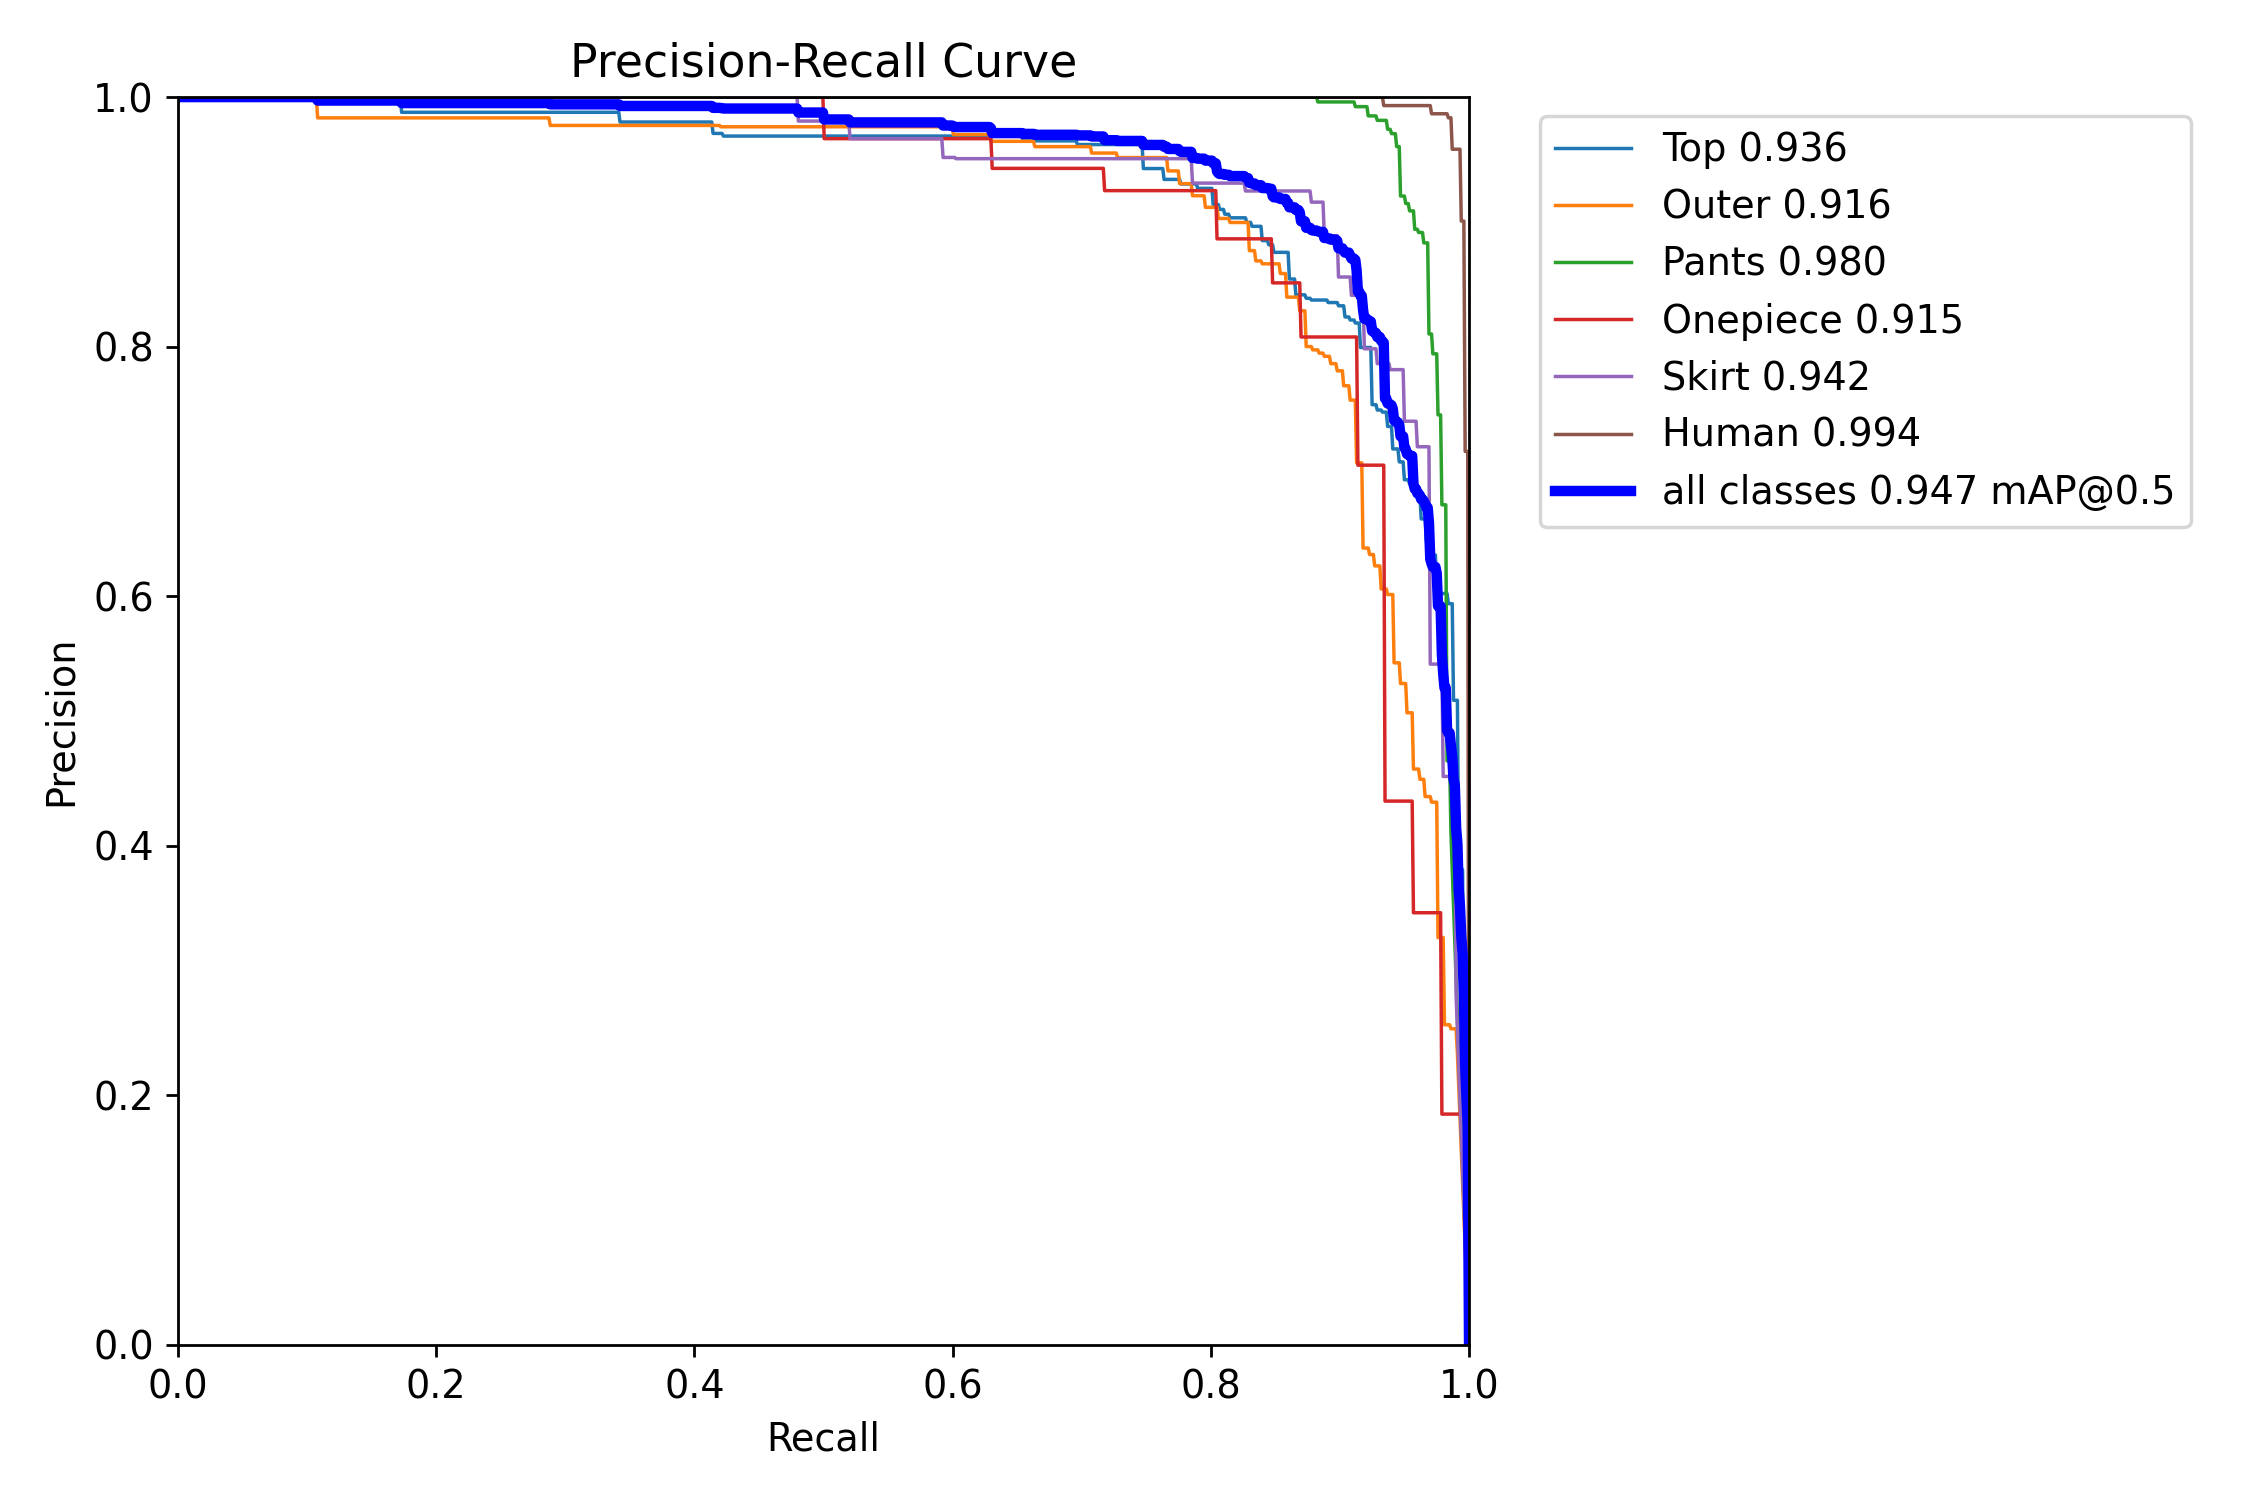 Precision-Recall Curve
1.0
0.8
0.6
0.4
0.2
0.0
Precision
0.0 0.2 0.4 0.6 0.8 1.0
Recall
Top 0.936
Outer 0.916
Pants 0.980
Onepiece 0.915
Skirt 0.942
Human 0.994
all classes 0.947 mAP@0.5